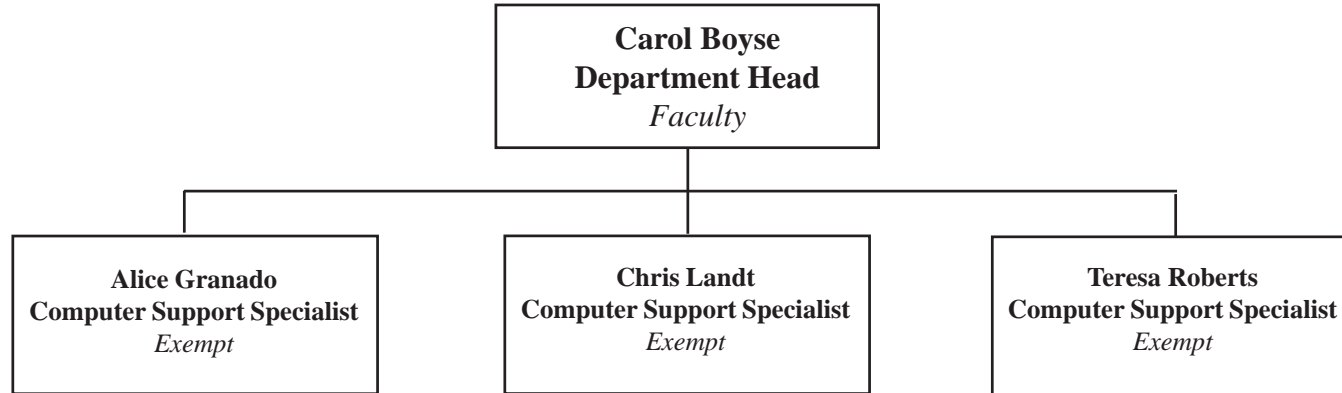 Carol Boyse
Department Head
Faculty
Alice Granado
Computer Support Specialist
Exempt
Chris Landt
Computer Support Specialist
Exempt
Teresa Roberts
Computer Support Specialist
Exempt